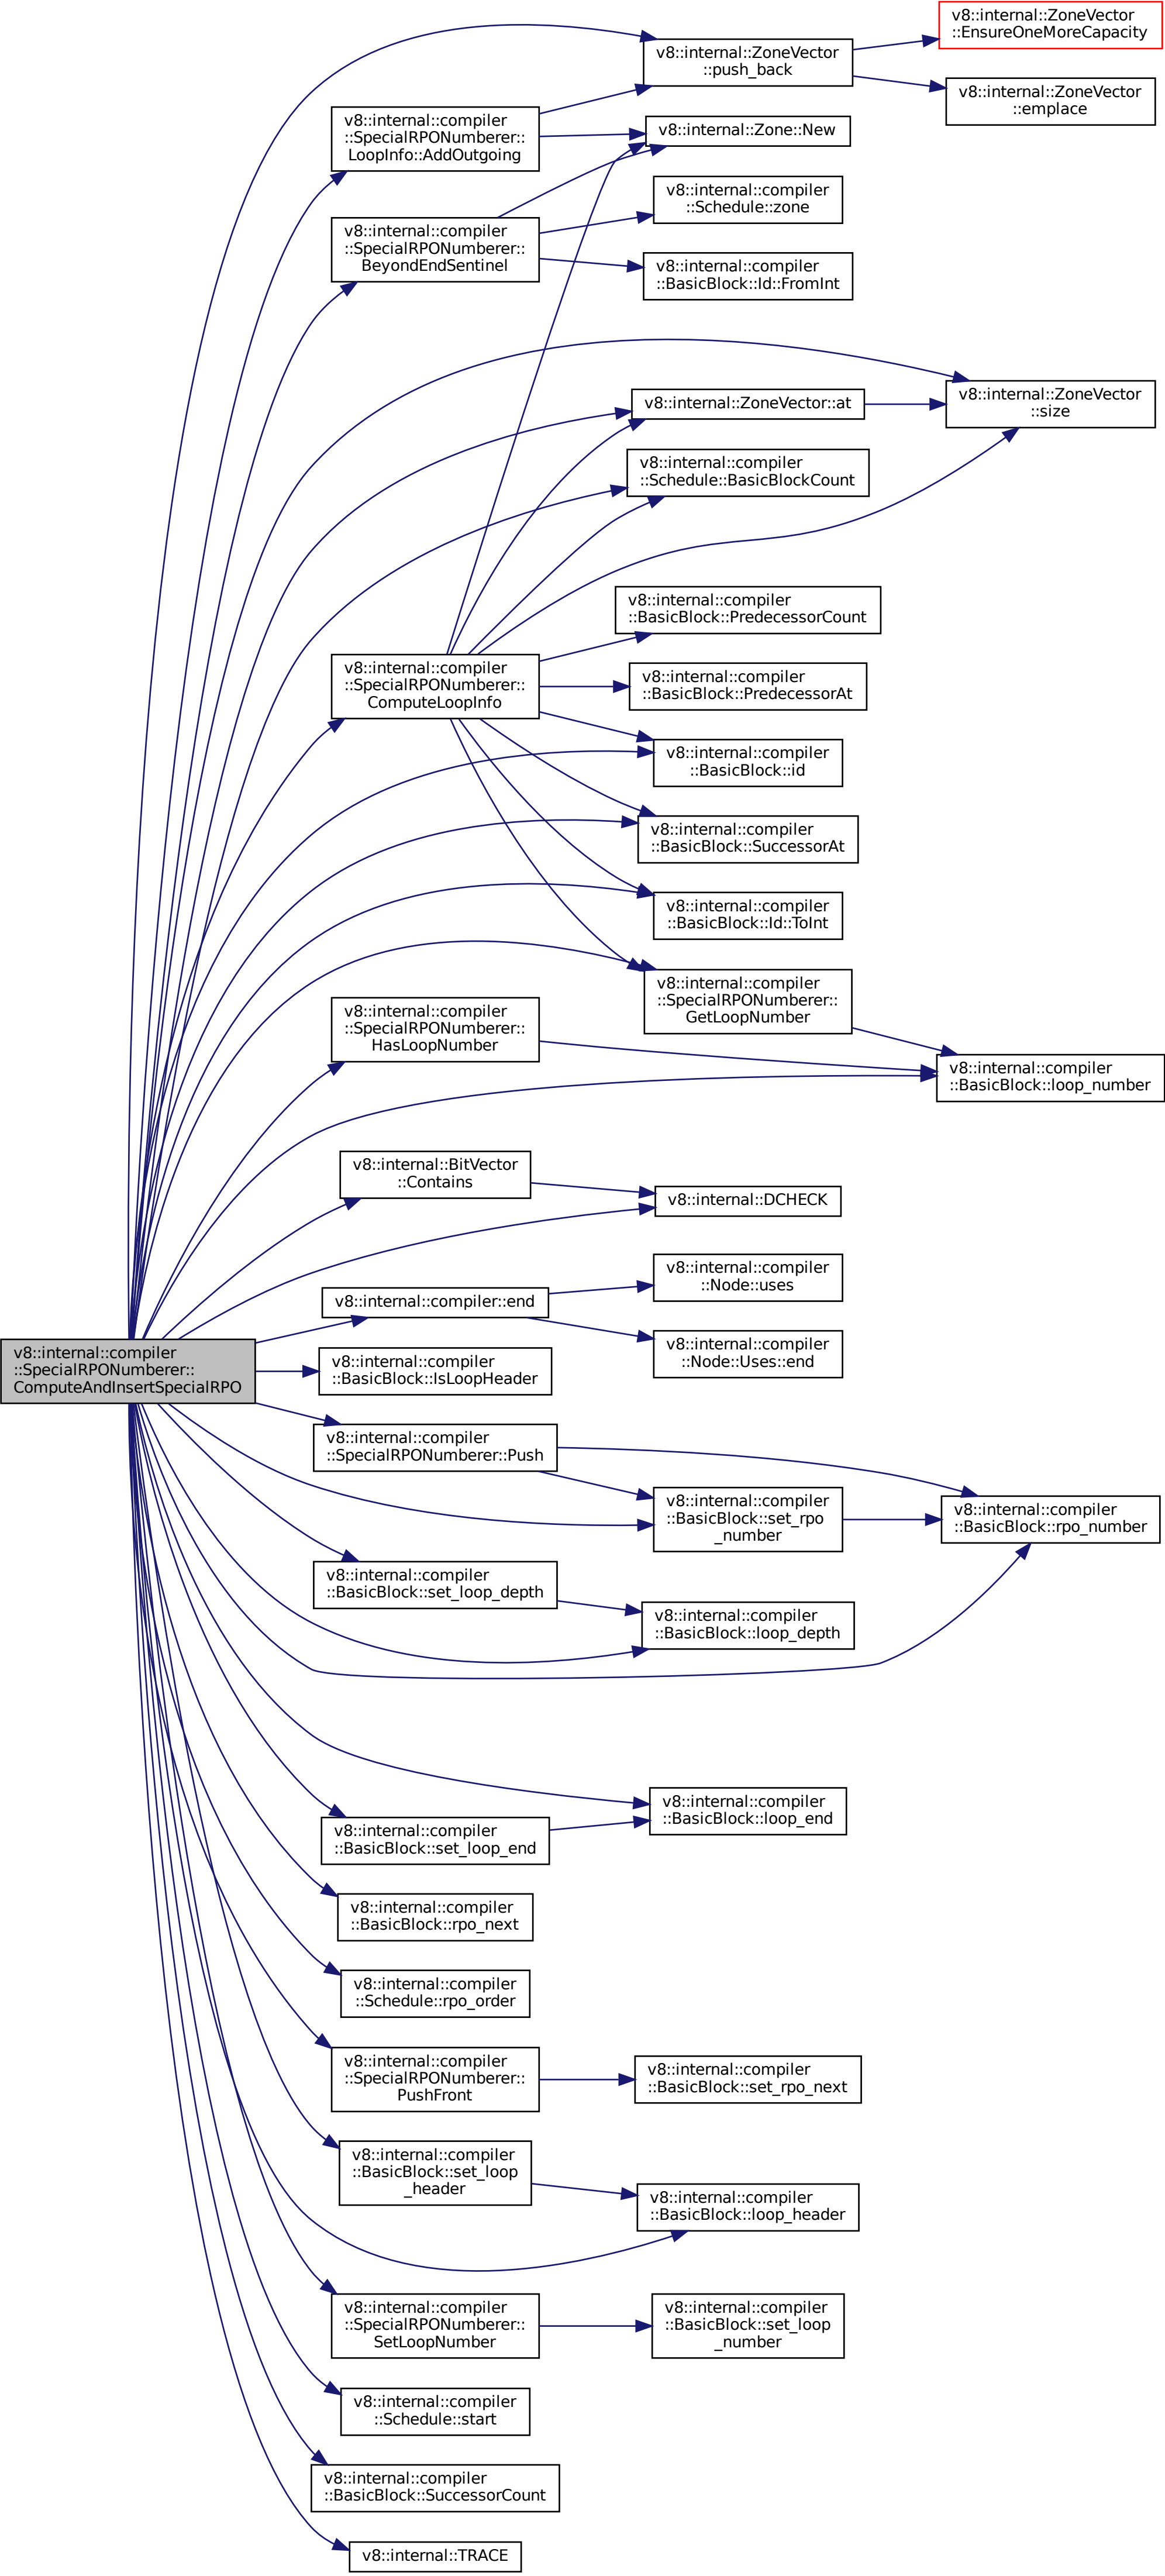 v8::internal::ZoneVector
::EnsureOneMoreCapacity
v8::internal::ZoneVector
::push_back
v8::internal::ZoneVector
::emplace
v8::internal::compiler
::SpecialRPONumberer::
LoopInfo::AddOutgoing
v8::internal::Zone::New
v8::internal::compiler
::Schedule::zone
v8::internal::compiler
::SpecialRPONumberer::
BeyondEndSentinel
v8::internal::compiler
::BasicBlock::Id::FromInt
v8::internal::ZoneVector::at
v8::internal::ZoneVector
::size
v8::internal::compiler
::Schedule::BasicBlockCount
v8::internal::compiler
::BasicBlock::PredecessorCount
v8::internal::compiler
::SpecialRPONumberer::
ComputeLoopInfo
v8::internal::compiler
::BasicBlock::PredecessorAt
v8::internal::compiler
::BasicBlock::id
v8::internal::compiler
::BasicBlock::SuccessorAt
v8::internal::compiler
::BasicBlock::Id::ToInt
v8::internal::compiler
::SpecialRPONumberer::
GetLoopNumber
v8::internal::compiler
::SpecialRPONumberer::
HasLoopNumber
v8::internal::compiler
::BasicBlock::loop_number
v8::internal::BitVector
::Contains
v8::internal::DCHECK
v8::internal::compiler
::Node::uses
v8::internal::compiler::end
v8::internal::compiler
::Node::Uses::end
v8::internal::compiler
::SpecialRPONumberer::
ComputeAndInsertSpecialRPO
v8::internal::compiler
::BasicBlock::IsLoopHeader
v8::internal::compiler
::SpecialRPONumberer::Push
v8::internal::compiler
::BasicBlock::set_rpo
_number
v8::internal::compiler
::BasicBlock::rpo_number
v8::internal::compiler
::BasicBlock::set_loop_depth
v8::internal::compiler
::BasicBlock::loop_depth
v8::internal::compiler
::BasicBlock::loop_end
v8::internal::compiler
::BasicBlock::set_loop_end
v8::internal::compiler
::BasicBlock::rpo_next
v8::internal::compiler
::Schedule::rpo_order
v8::internal::compiler
::SpecialRPONumberer::
PushFront
v8::internal::compiler
::BasicBlock::set_rpo_next
v8::internal::compiler
::BasicBlock::set_loop
_header
v8::internal::compiler
::BasicBlock::loop_header
v8::internal::compiler
::SpecialRPONumberer::
SetLoopNumber
v8::internal::compiler
::BasicBlock::set_loop
_number
v8::internal::compiler
::Schedule::start
v8::internal::compiler
::BasicBlock::SuccessorCount
v8::internal::TRACE